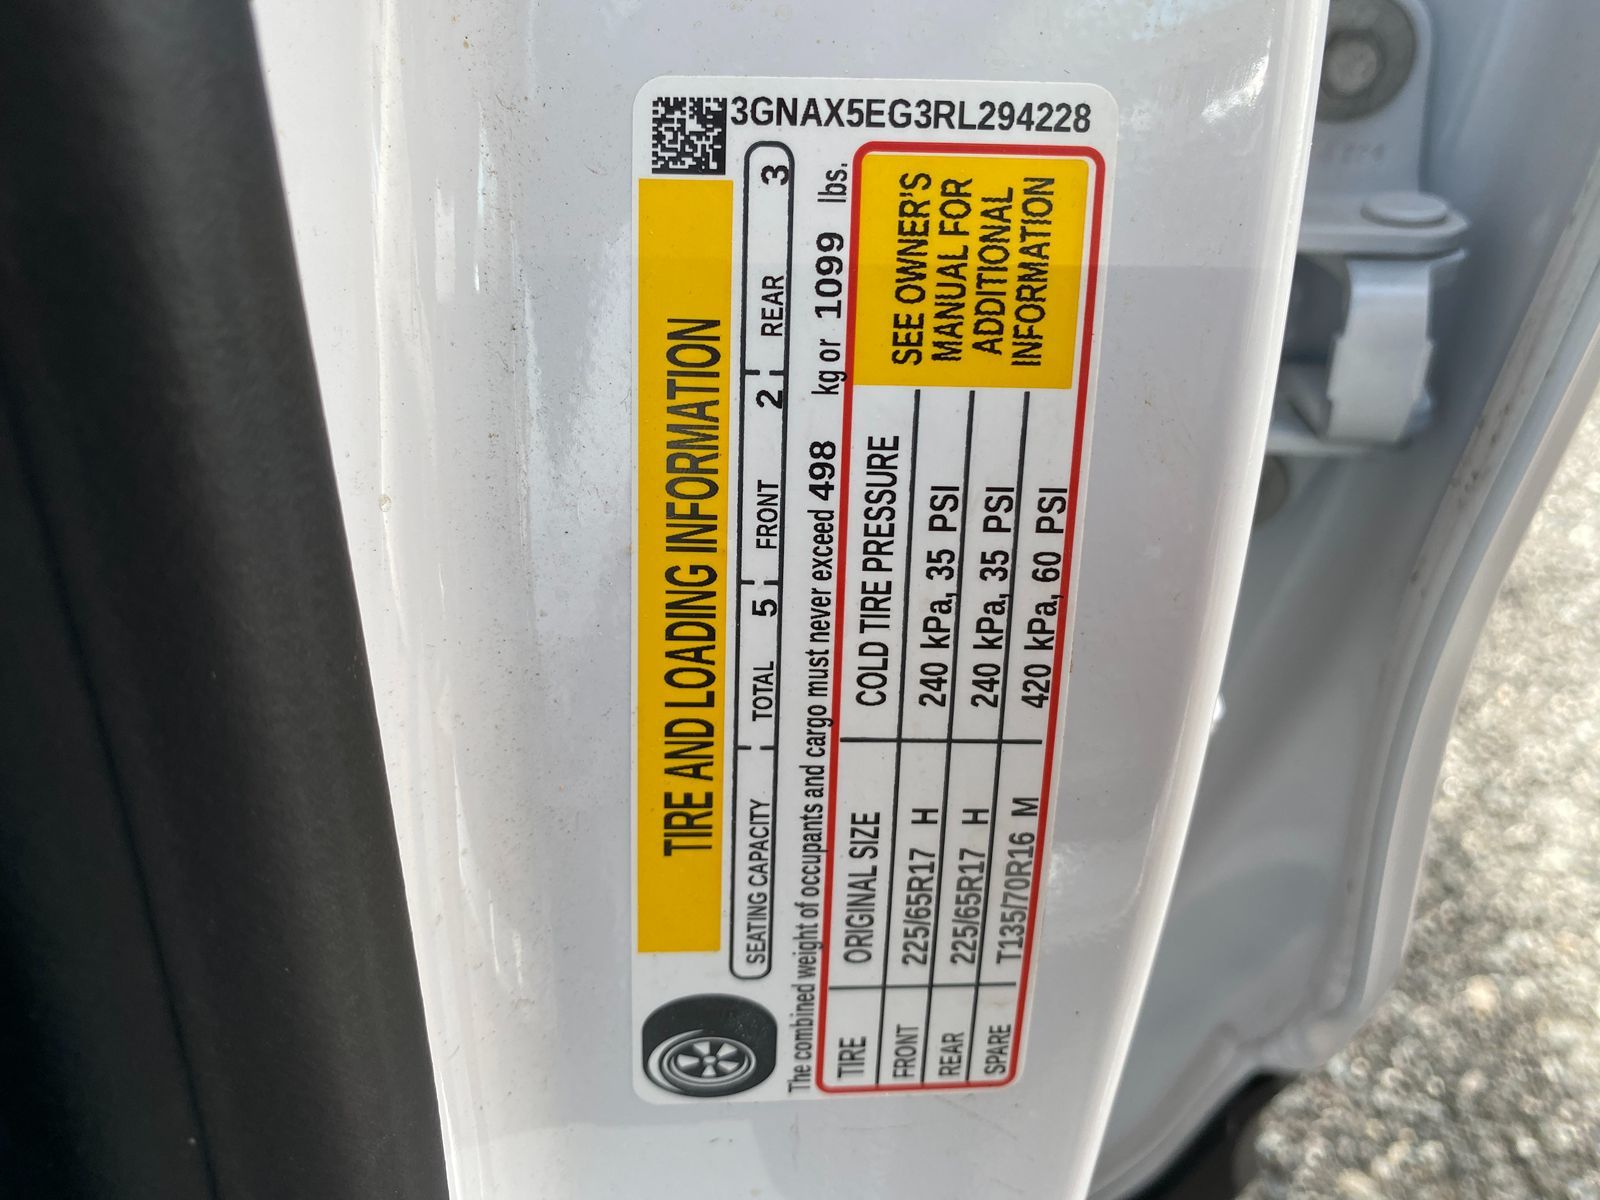 3GNAX5EG3RL294228
TIRE AND LOADING INFORMATION
SEATING CAPACITY TOTAL 5 FRONT 2 REAR 3
The combined weight of occupants and cargo must never exceed 498 kg or 1099 lbs.
TIRE ORIGINAL SIZE COLD TIRE PRESSURE
FRONT 225/65R17 H 240 kPa, 35 PSI
REAR 225/65R17 H 240 kPa, 35 PSI
SPARE T135/70R16 M 420 kPa, 60 PSI
SEE OWNER'S
MANUAL FOR
ADDITIONAL
INFORMATION